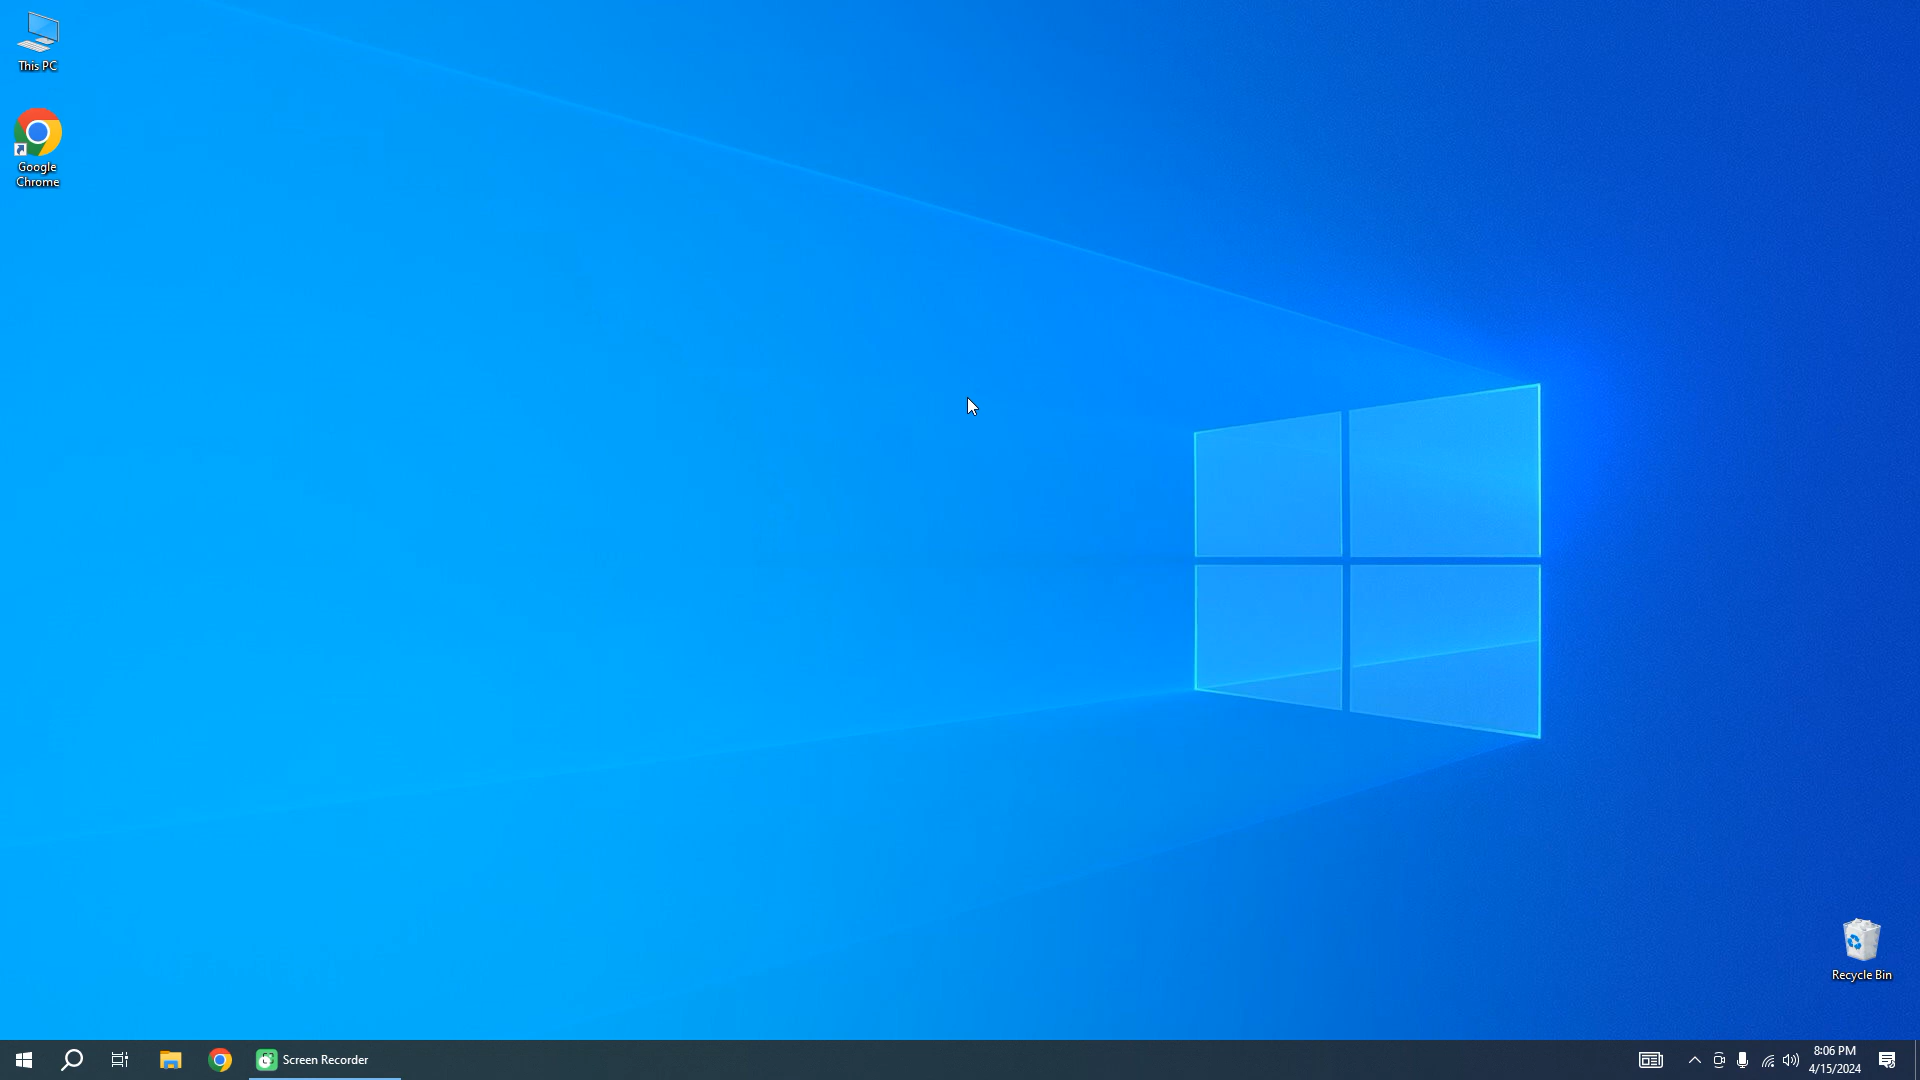 This PC
Google
Chrome
Recycle Bin
Screen Recorder
8:06 PM
4/15/2024